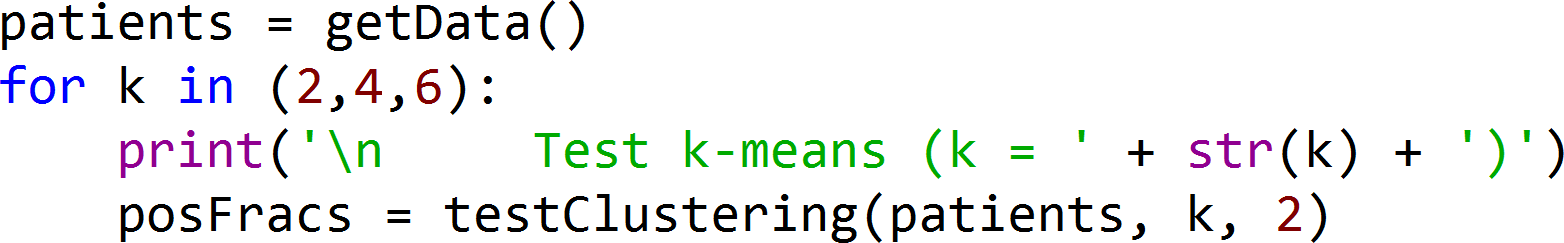 patients = getData()
for k in (2,4,6):
    print('\n     Test k-means (k = ' + str(k) + ')')
    posFracs = testClustering(patients, k, 2)